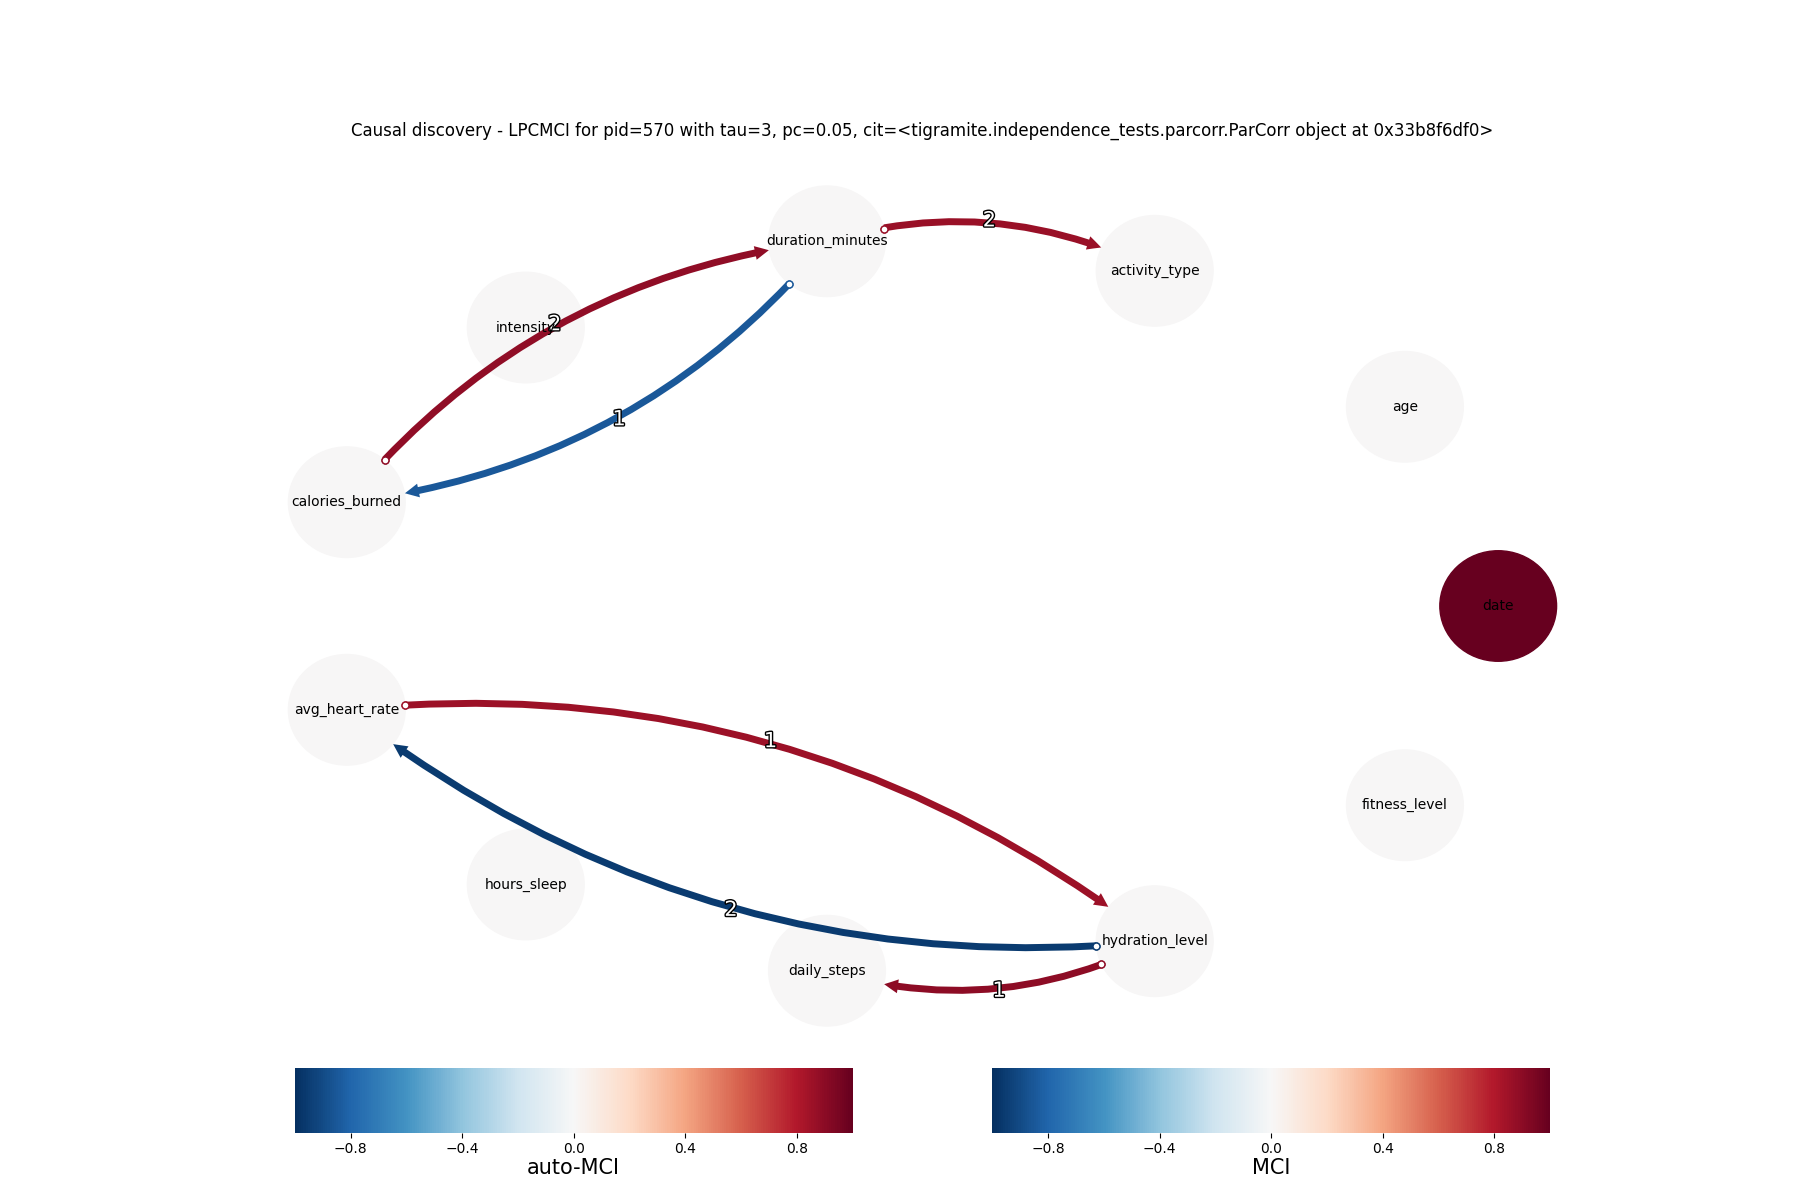 Causal discovery - LPCMCI for pid=570 with tau=3, pc=0.05, cit=<tigramite.independence_tests.parcorr.ParCorr object at 0x33b8f6df0>
2
duration_minutes
activity_type
2
intensity
age
1
calories_burned
date
avg_heart_rate
1
fitness_level
hours_sleep
2
hydration_level
daily_steps
1
−0.8 −0.4 0.0 0.4 0.8
auto-MCI
−0.8 −0.4 0.0 0.4 0.8
MCI